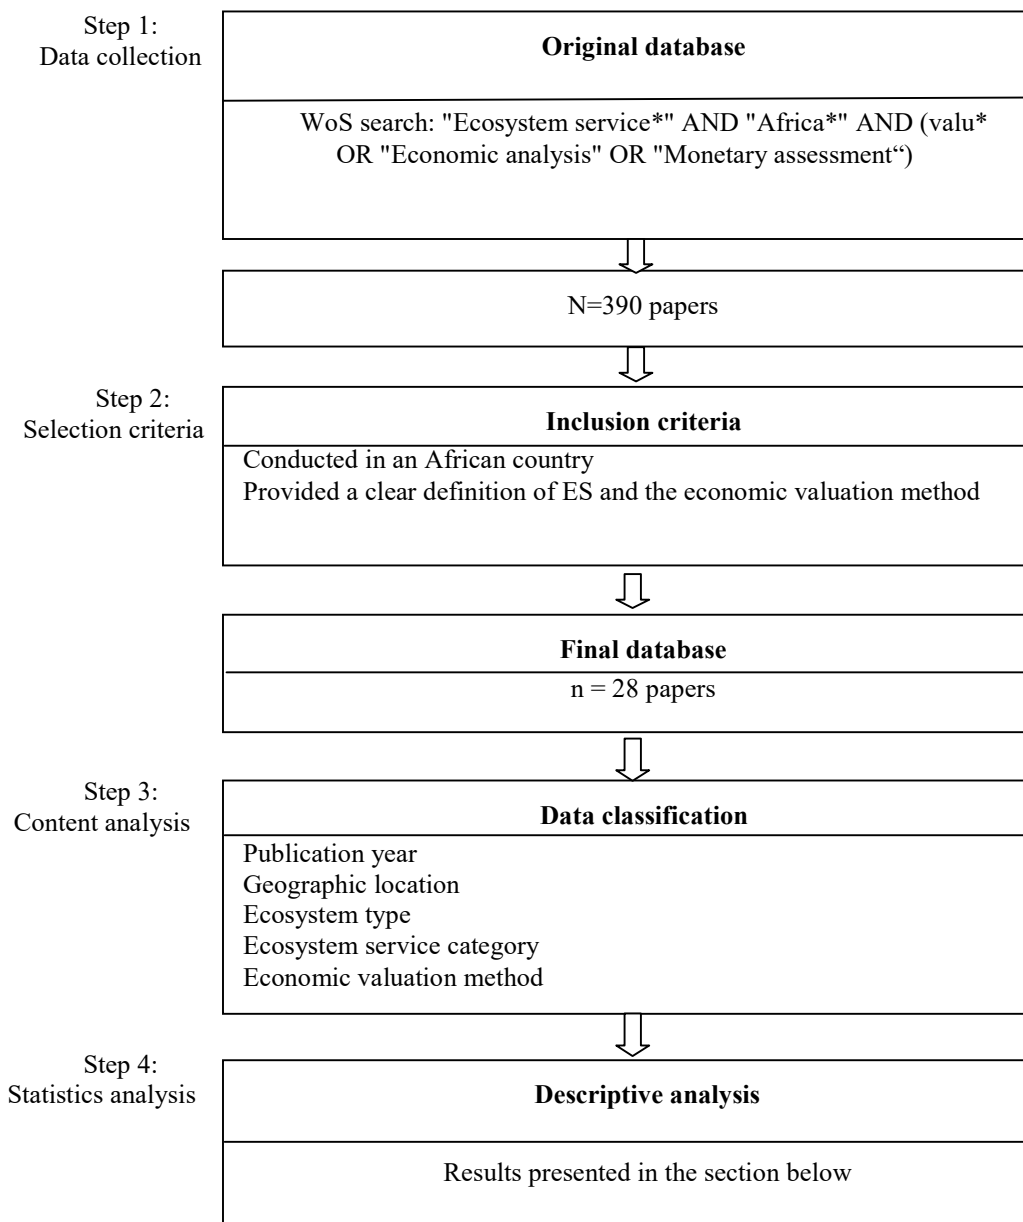 Step 1:
Data collection
Original database
WoS search: "Ecosystem service*" AND "Africa*" AND (valu*
OR "Economic analysis" OR "Monetary assessment“)
N=390 papers
Step 2:
Selection criteria
Inclusion criteria
Conducted in an African country
Provided a clear definition of ES and the economic valuation method
Final database
n = 28 papers
Step 3:
Content analysis
Data classification
Publication year
Geographic location
Ecosystem type
Ecosystem service category
Economic valuation method
Step 4:
Statistics analysis
Descriptive analysis
Results presented in the section below